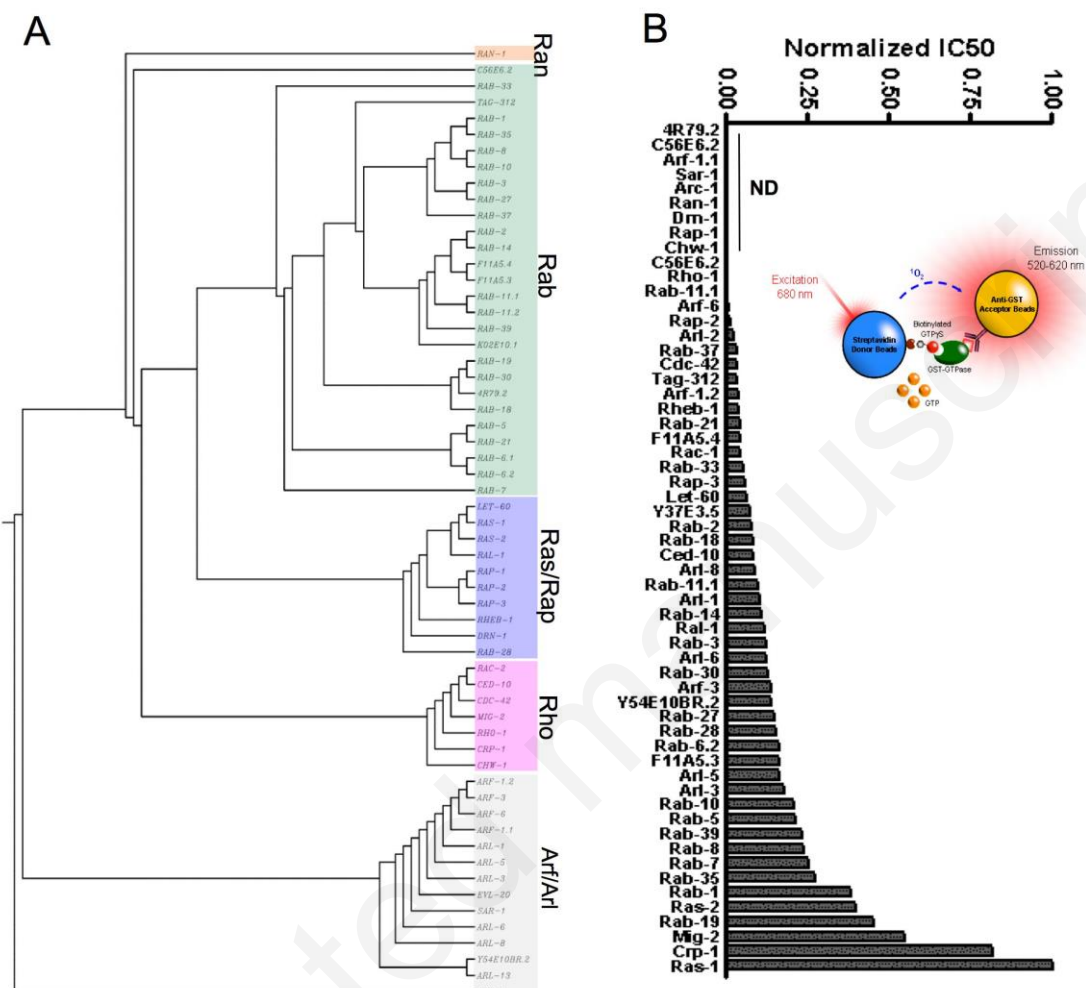 A
RAN-1
C56E6.2
RAB-33
TAG-312
RAB-1
RAB-35
RAB-8
RAB-10
RAB-3
RAB-27
RAB-37
RAB-2
RAB-14
F11A5.4
F11A5.3
RAB-11.1
RAB-11.2
RAB-39
K02E10.1
RAB-19
RAB-30
4R79.2
RAB-18
RAB-5
RAB-21
RAB-6.1
RAB-6.2
RAB-7
LET-60
RAS-1
RAS-2
RAL-1
RAP-1
RAP-2
RAP-3
RHEB-1
DRN-1
RAB-28
RAC-2
CED-10
CDC-42
MIG-2
RHO-1
CRP-1
CHW-1
ARF-1.2
ARF-3
ARF-6
ARF-1.1
ARL-1
ARL-5
ARL-3
EVL-20
SAR-1
ARL-6
ARL-8
Y54E10BR.2
ARL-13
Ran
Rab
Ras/Rap
Rho
Arf/Arl
B
Normalized IC50
0.00
0.25
0.50
0.75
1.00
4R79.2
C56E6.2
Arf-1.1
Sar-1
Arc-1
Ran-1
Drn-1
Rap-1
Chw-1
C56E6.2
Rho-1
Rab-11.1
Arf-6
Rap-2
Arl-2
Rab-37
Cdc-42
Tag-312
Arf-1.2
Rheb-1
Rab-21
F11A5.4
Rac-1
Rab-33
Rap-3
Let-60
Y37E3.5
Rab-2
Rab-18
Ced-10
Arl-8
Rab-11.1
Arl-1
Rab-14
Ral-1
Rab-3
Arl-6
Rab-30
Arf-3
Y54E10BR.2
Rab-27
Rab-28
Rab-6.2
F11A5.3
Arl-5
Arl-3
Rab-10
Rab-5
Rab-39
Rab-8
Rab-7
Rab-35
Rab-1
Ras-2
Rab-19
Mig-2
Crp-1
Ras-1
ND
Excitation
680 nm
¹O₂
Emission
520-620 nm
Anti-GST
Acceptor Beads
Streptavidin
Donor Beads
Biotinylated
GTPγS
GST-GTPase
GTP
ted manuscrip